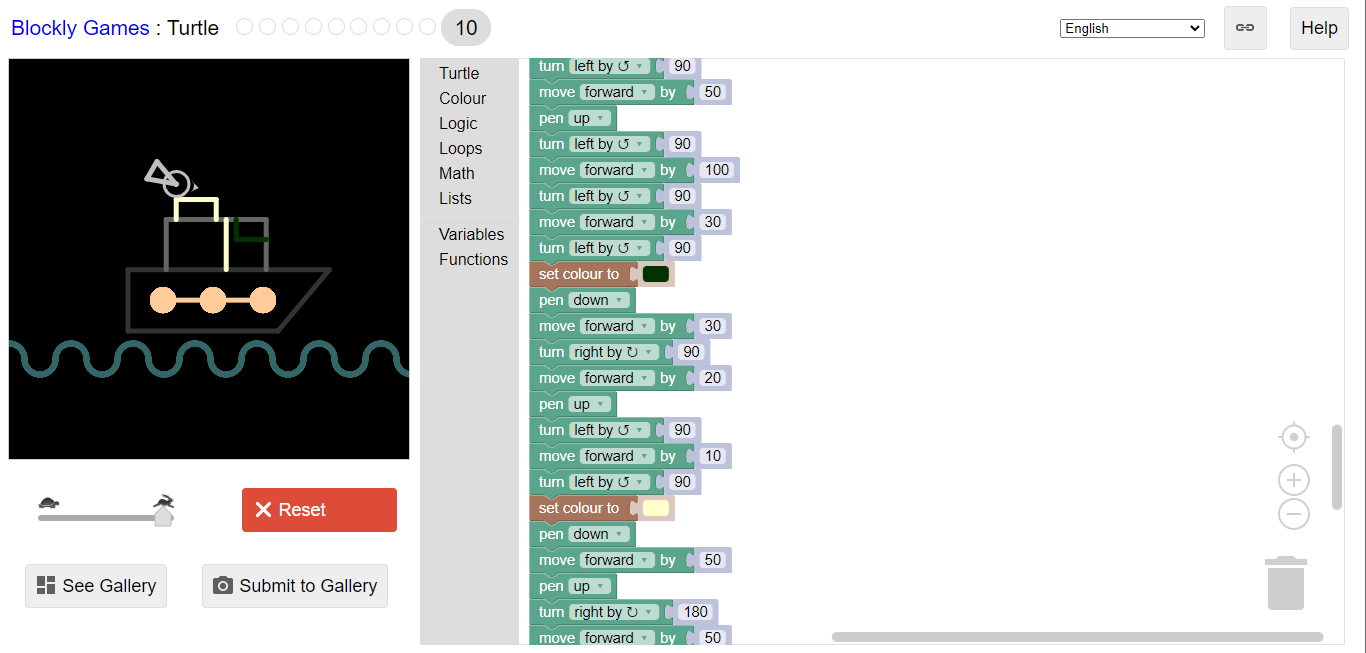 Blockly Games : Turtle 10 English Help
Turtle
Colour
Logic
Loops
Math
Lists
Variables
Functions
turn left by ↺ 90
move forward by 50
pen up
turn left by ↺ 90
move forward by 100
turn left by ↺ 90
move forward by 30
turn left by ↺ 90
set colour to
pen down
move forward by 30
turn right by ↻ 90
move forward by 20
pen up
turn left by ↺ 90
move forward by 10
turn left by ↺ 90
set colour to
pen down
move forward by 50
pen up
turn right by ↻ 180
move forward by 50
Reset
See Gallery
Submit to Gallery